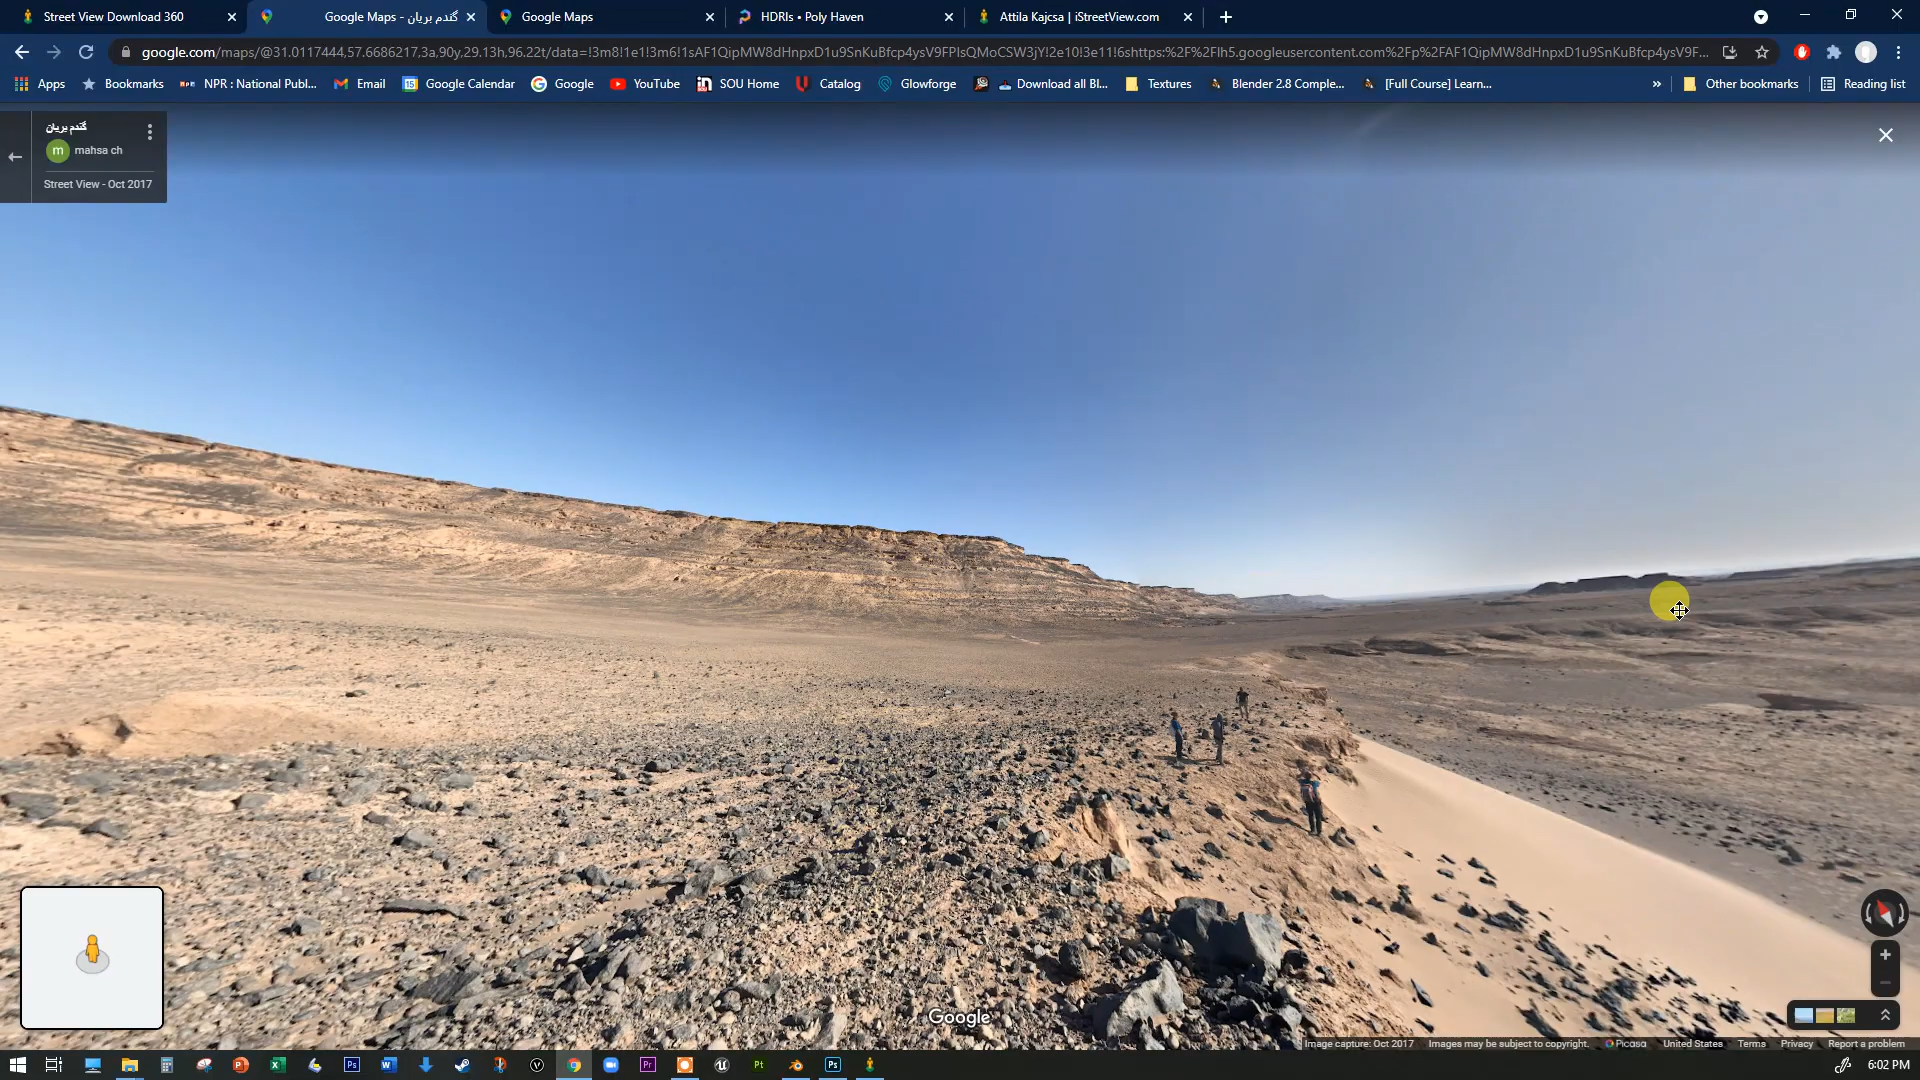 Street View Download 360
Google Maps - گندم بریان
Google Maps
HDRIs • Poly Haven
Attila Kajcsa | iStreetView.com
google.com/maps/@31.0117444,57.6686217,3a,90y,29.13h,96.22t/data=!3m8!1e1!3m6!1sAF1QipMW8dHnpxD1u9SnKuBfcp4ysV9FPIsQMoCSW3jY!2e10!3e11!6shttps:%2F%2Flh5.googleusercontent.com%2Fp%2FAF1QipMW8dHnpxD1u9SnKuBfcp4ysV9F...
Apps
Bookmarks
NPR : National Publ...
Email
Google Calendar
Google
YouTube
SOU Home
Catalog
Glowforge
Download all Bl...
Textures
Blender 2.8 Comple...
[Full Course] Learn...
»
Other bookmarks
Reading list
گندم بریان
m mahsa ch
Street View - Oct 2017
Google
Image capture: Oct 2017 Images may be subject to copyright. Picasa United States Terms Privacy Report a problem
6:02 PM